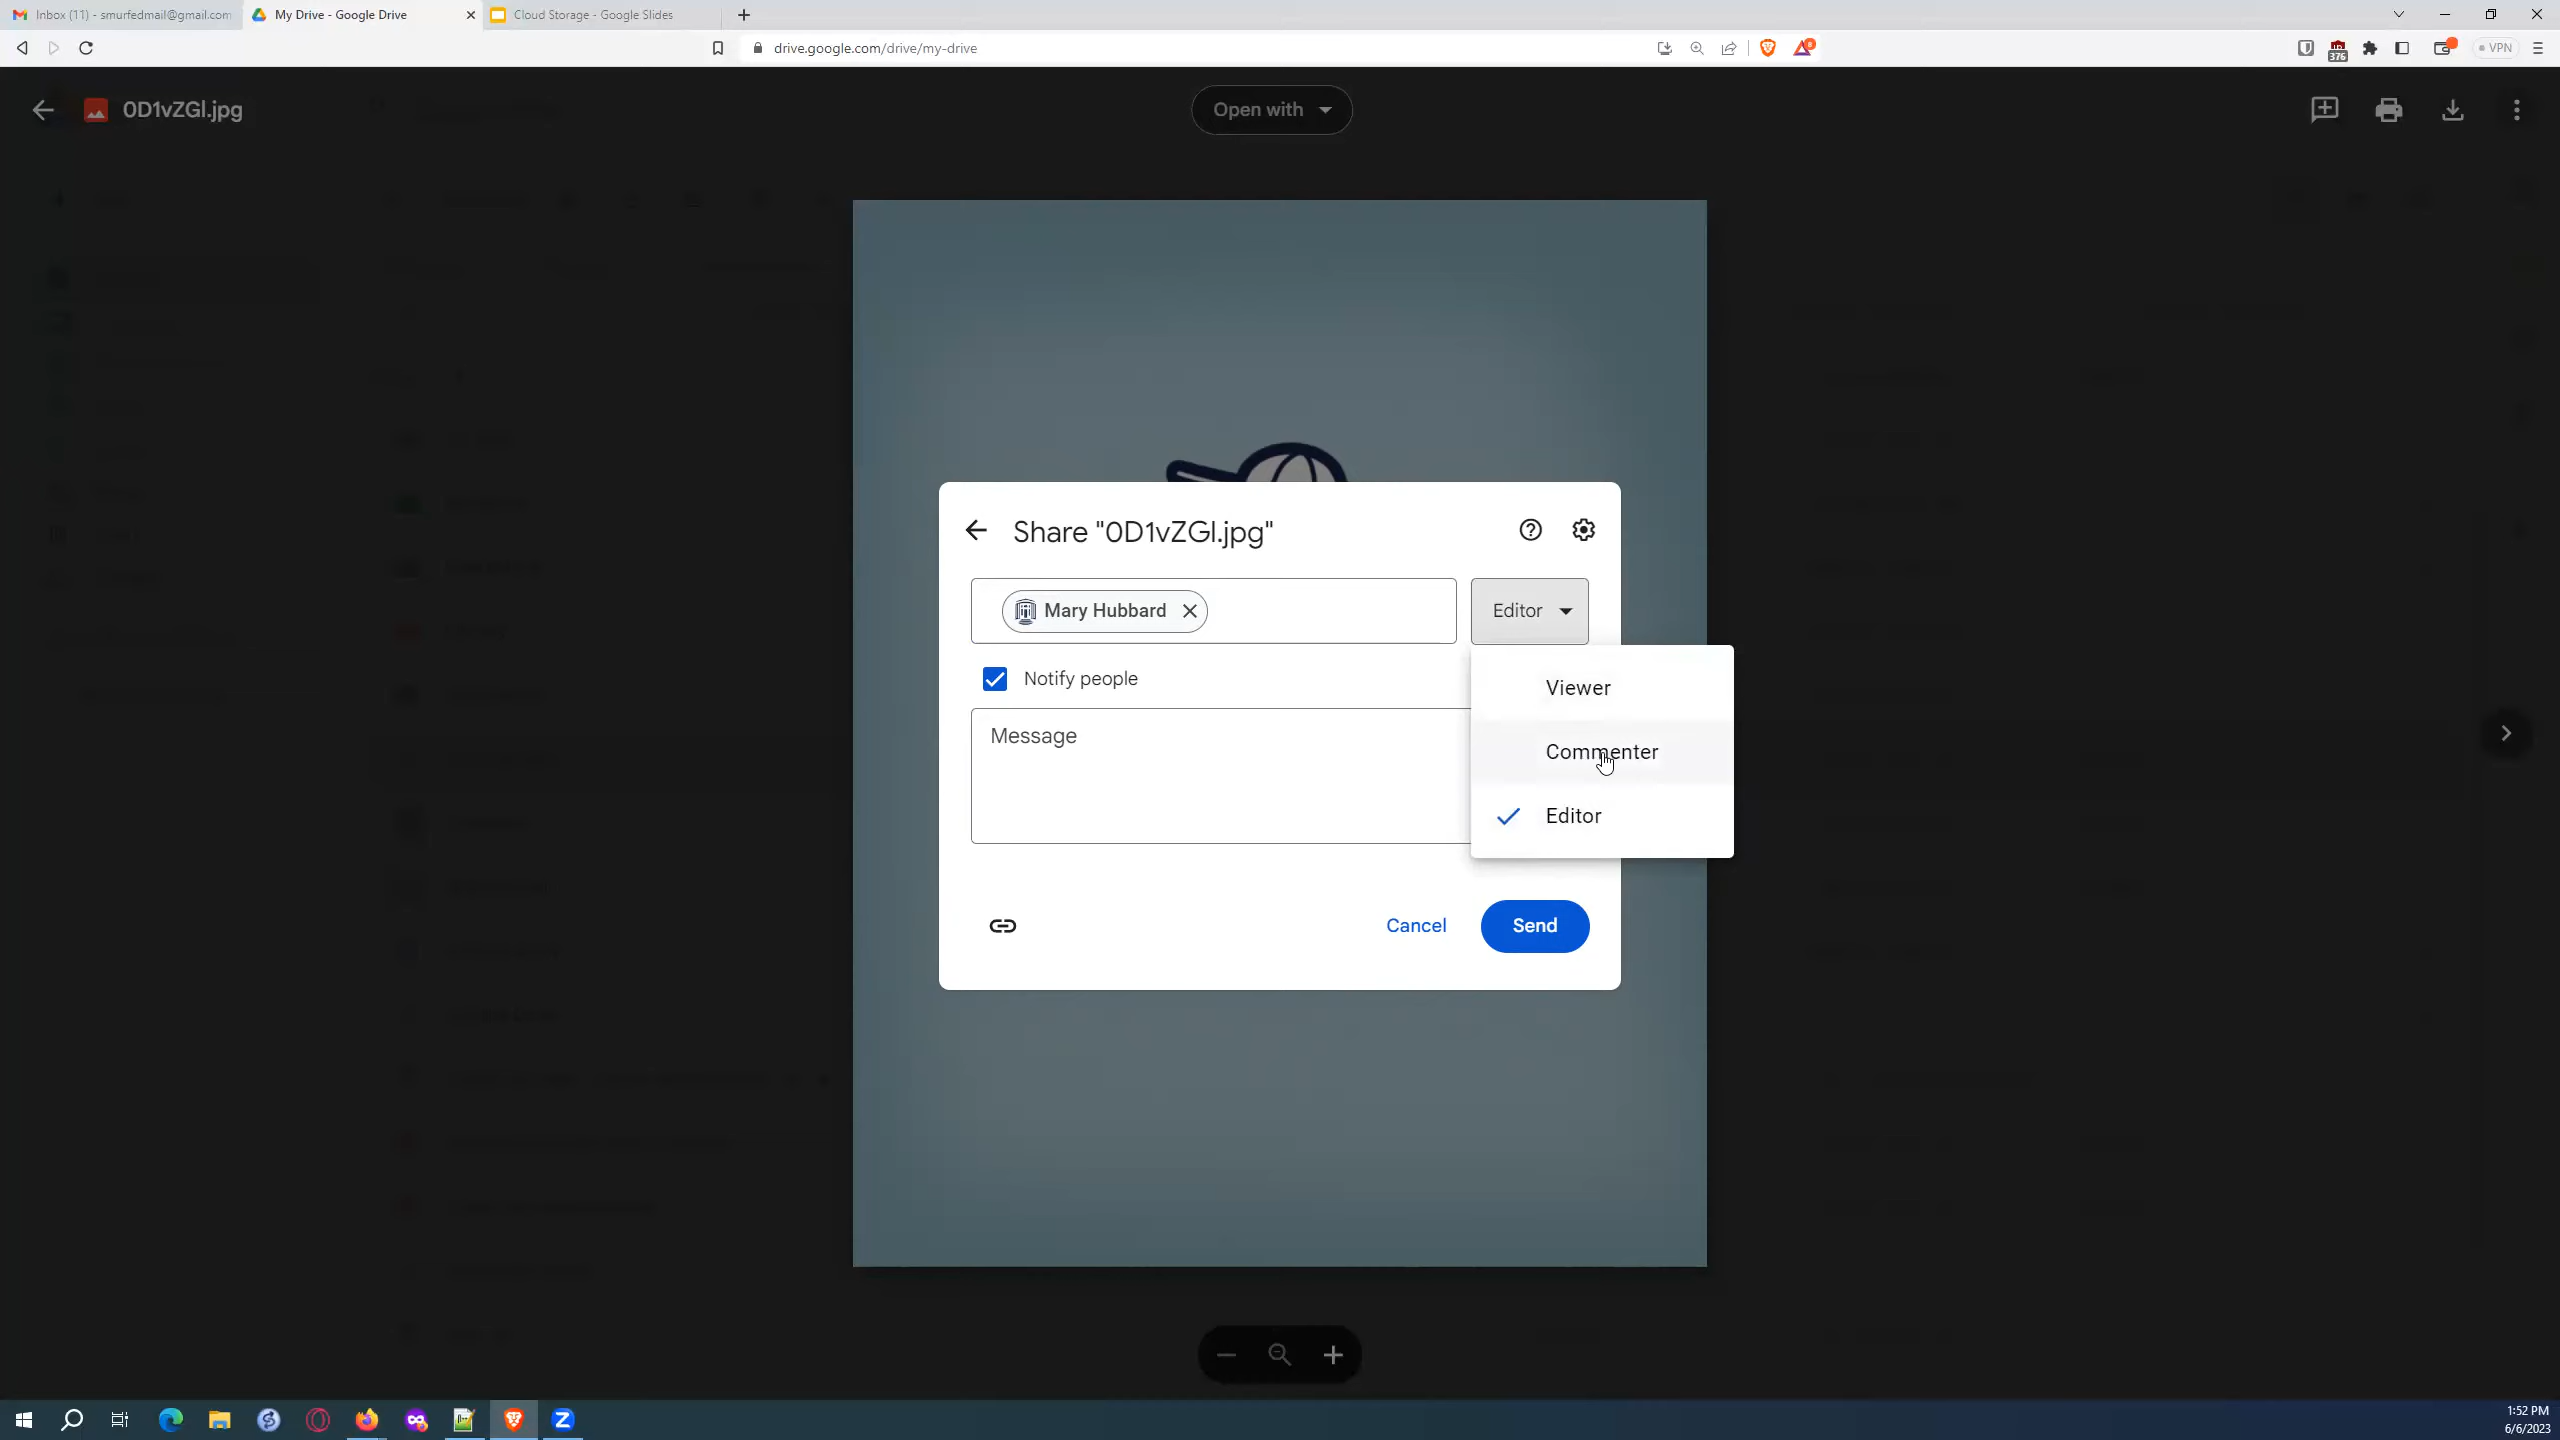 Inbox (11) - smurfedmail@gmail.com
My Drive - Google Drive
Cloud Storage - Google Slides
drive.google.com/drive/my-drive
376
VPN
0D1vZGl.jpg
Open with
Share "0D1vZGl.jpg"
Mary Hubbard
Editor
Notify people
Viewer
Message
Commenter
Editor
Cancel
Send
1:52 PM
6/6/2023